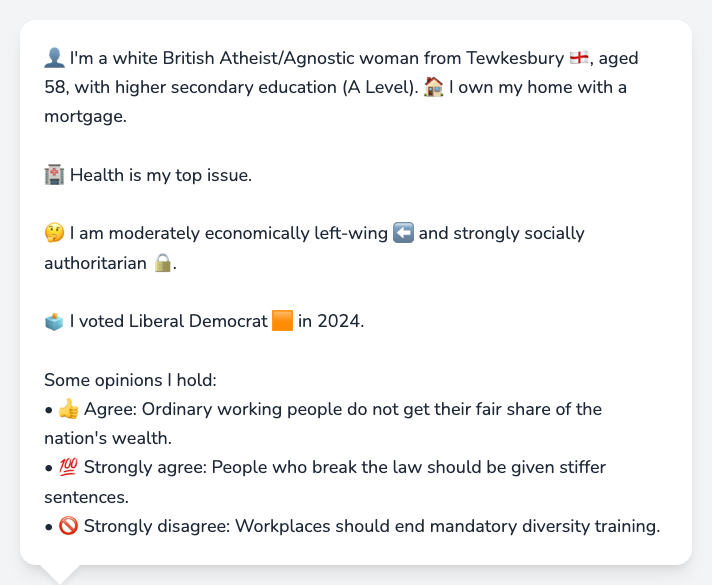 👤 I'm a white British Atheist/Agnostic woman from Tewkesbury 🏴󠁧󠁢󠁥󠁮󠁧󠁿, aged
58, with higher secondary education (A Level). 🏠 I own my home with a
mortgage.
🏥 Health is my top issue.
🤔 I am moderately economically left-wing ⬅️ and strongly socially
authoritarian 🔒.
🗳️ I voted Liberal Democrat 🟧 in 2024.
Some opinions I hold:
• 👍 Agree: Ordinary working people do not get their fair share of the
nation's wealth.
• 💯 Strongly agree: People who break the law should be given stiffer
sentences.
• 🚫 Strongly disagree: Workplaces should end mandatory diversity training.